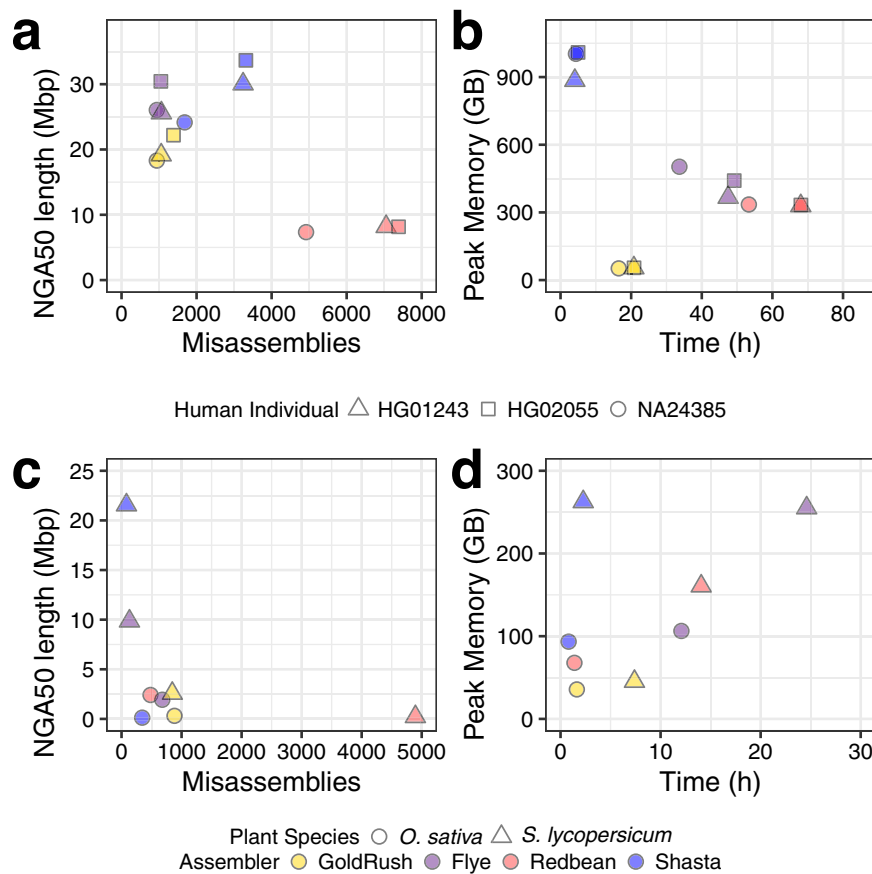 a
NGA50 length (Mbp)
30
20
10
0
0 2000 4000 6000 8000
Misassemblies
b
Peak Memory (GB)
900
600
300
0
0 20 40 60 80
Time (h)
Human Individual HG01243 HG02055 NA24385
c
NGA50 length (Mbp)
25
20
15
10
5
0
0 1000 2000 3000 4000 5000
Misassemblies
d
Peak Memory (GB)
300
200
100
0
0 10 20 30
Time (h)
Plant Species O. sativa S. lycopersicum
Assembler GoldRush Flye Redbean Shasta